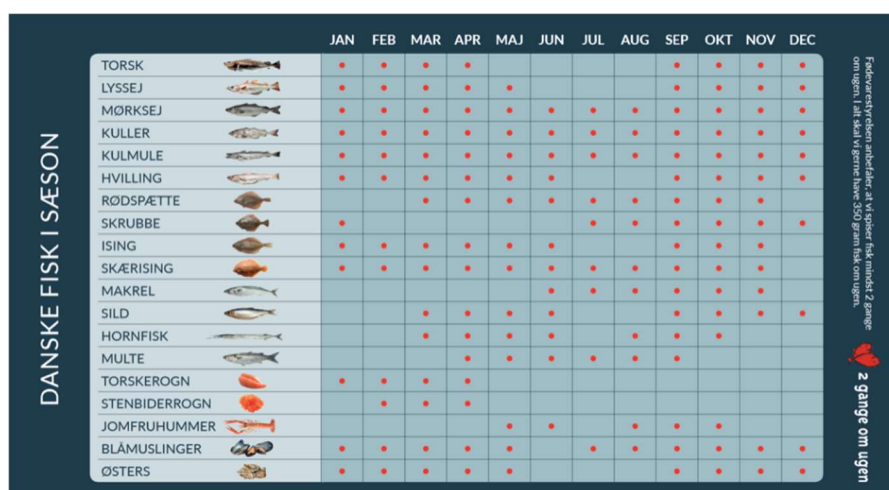 JAN FEB MAR APR MAJ JUN JUL AUG SEP OKT NOV DEC
DANSKE FISK I SÆSON
TORSK
LYSSEJ
MØRKSEJ
KULLER
KULMULE
HVILLING
RØDSPÆTTE
SKRUBBE
ISING
SKÆRISING
MAKREL
SILD
HORNFISK
MULTE
TORSKEROGN
STENBIDERROGN
JOMFRUHUMMER
BLÅMUSLINGER
ØSTERS
Fødevarestyrelsen anbefaler, at vi spiser fisk mindst 2 gange
om ugen. I alt skal vi gerne have 350 gram fisk om ugen.
2 gange om ugen